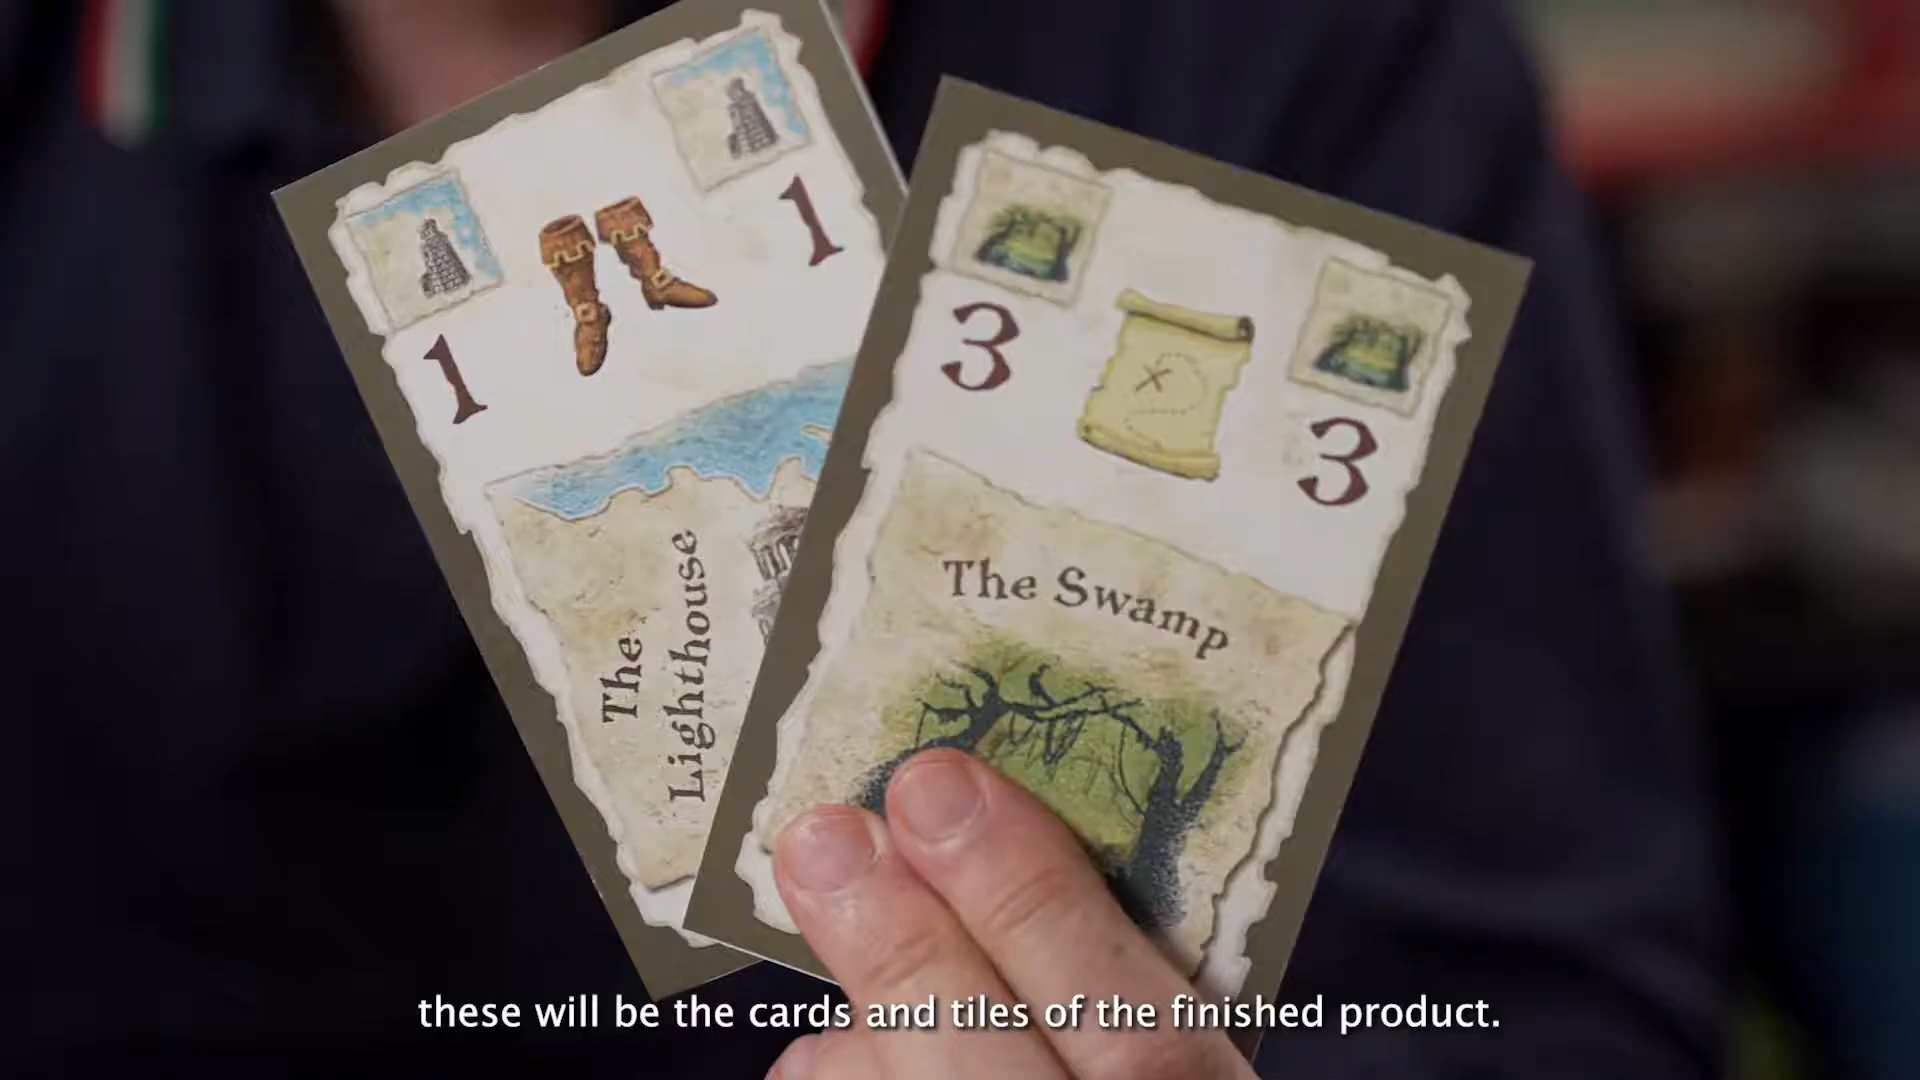 1
1
The
Lighthouse
3
3
The Swamp
these will be the cards and tiles of the finished product.